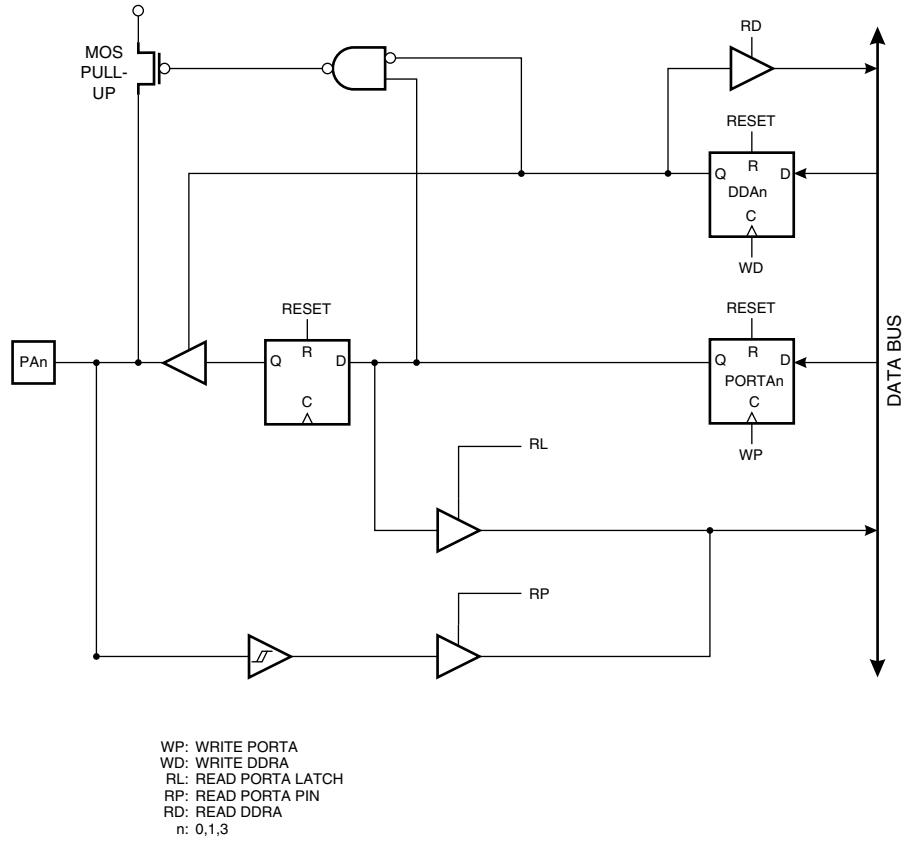 MOS
PULL-
UP
RD
RESET
R
Q
D
DDAn
C
WD
RESET
R
Q
D
C
RESET
R
Q
D
PORTAn
C
WP
PAn
DATA BUS
RL
RP
WP: WRITE PORTA
WD: WRITE DDRA
RL: READ PORTA LATCH
RP: READ PORTA PIN
RD: READ DDRA
n: 0,1,3